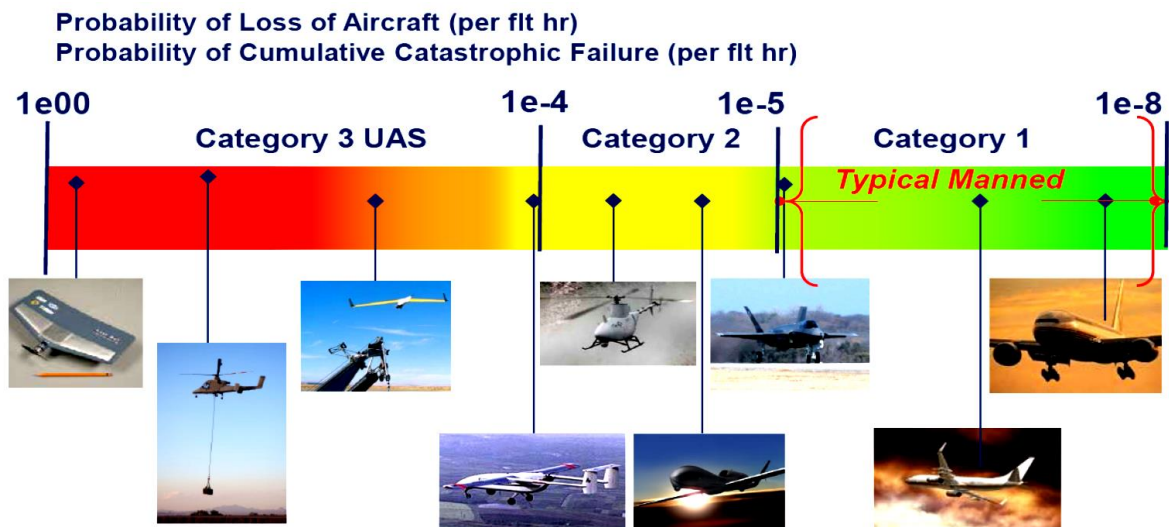 Probability of Loss of Aircraft (per flt hr)
Probability of Cumulative Catastrophic Failure (per flt hr)
1e00
1e-4
1e-5
1e-8
Category 3 UAS
Category 2
Category 1
Typical Manned